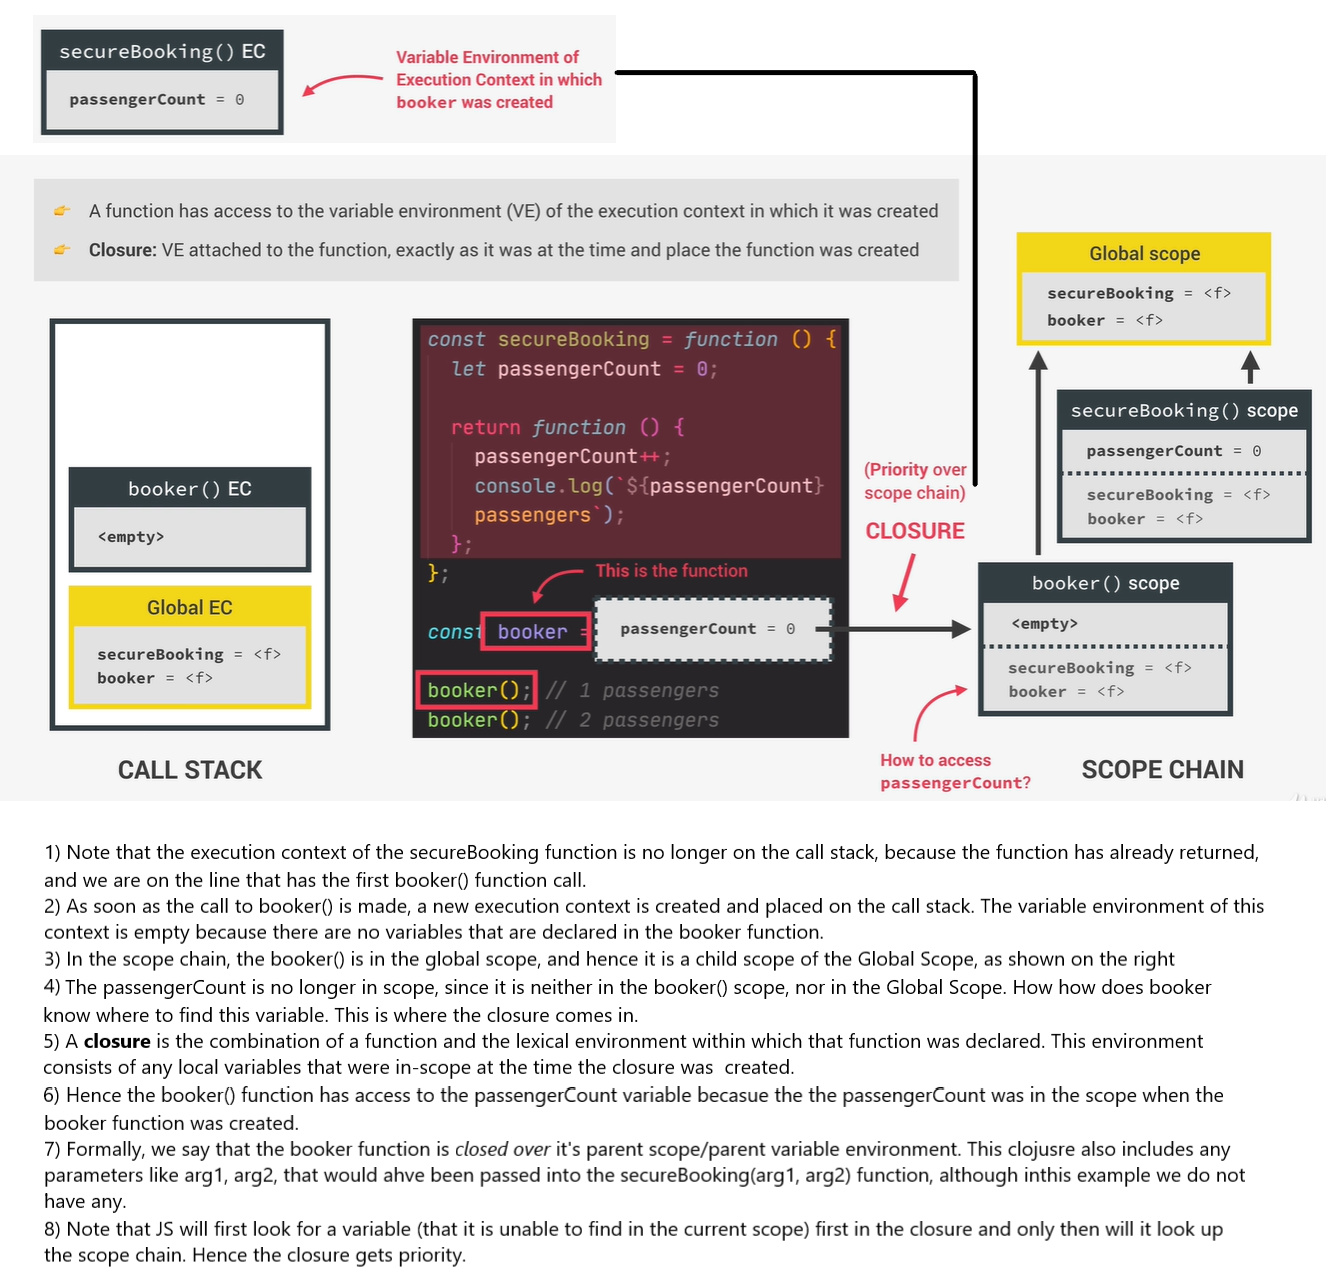 secureBooking() EC
passengerCount = 0
Variable Environment of
Execution Context in which
booker was created
👉 A function has access to the variable environment (VE) of the execution context in which it was created
👉 Closure: VE attached to the function, exactly as it was at the time and place the function was created
booker() EC
<empty>
Global EC
secureBooking = <f>
booker = <f>
CALL STACK
const secureBooking = function () {
let passengerCount = 0;
return function () {
passengerCount++;
console.log(`${passengerCount}
passengers`);
};
};
This is the function
const booker =
passengerCount = 0
booker(); // 1 passengers
booker(); // 2 passengers
(Priority over
scope chain)
CLOSURE
How to access
passengerCount?
Global scope
secureBooking = <f>
booker = <f>
secureBooking() scope
passengerCount = 0
secureBooking = <f>
booker = <f>
booker() scope
<empty>
secureBooking = <f>
booker = <f>
SCOPE CHAIN
1) Note that the execution context of the secureBooking function is no longer on the call stack, because the function has already returned,
and we are on the line that has the first booker() function call.
2) As soon as the call to booker() is made, a new execution context is created and placed on the call stack. The variable environment of this
context is empty because there are no variables that are declared in the booker function.
3) In the scope chain, the booker() is in the global scope, and hence it is a child scope of the Global Scope, as shown on the right
4) The passengerCount is no longer in scope, since it is neither in the booker() scope, nor in the Global Scope. How how does booker
know where to find this variable. This is where the closure comes in.
5) A closure is the combination of a function and the lexical environment within which that function was declared. This environment
consists of any local variables that were in-scope at the time the closure was created.
6) Hence the booker() function has access to the passengerCount variable becasue the the passengerCount was in the scope when the
booker function was created.
7) Formally, we say that the booker function is closed over it's parent scope/parent variable environment. This clojusre also includes any
parameters like arg1, arg2, that would ahve been passed into the secureBooking(arg1, arg2) function, although inthis example we do not
have any.
8) Note that JS will first look for a variable (that it is unable to find in the current scope) first in the closure and only then will it look up
the scope chain. Hence the closure gets priority.